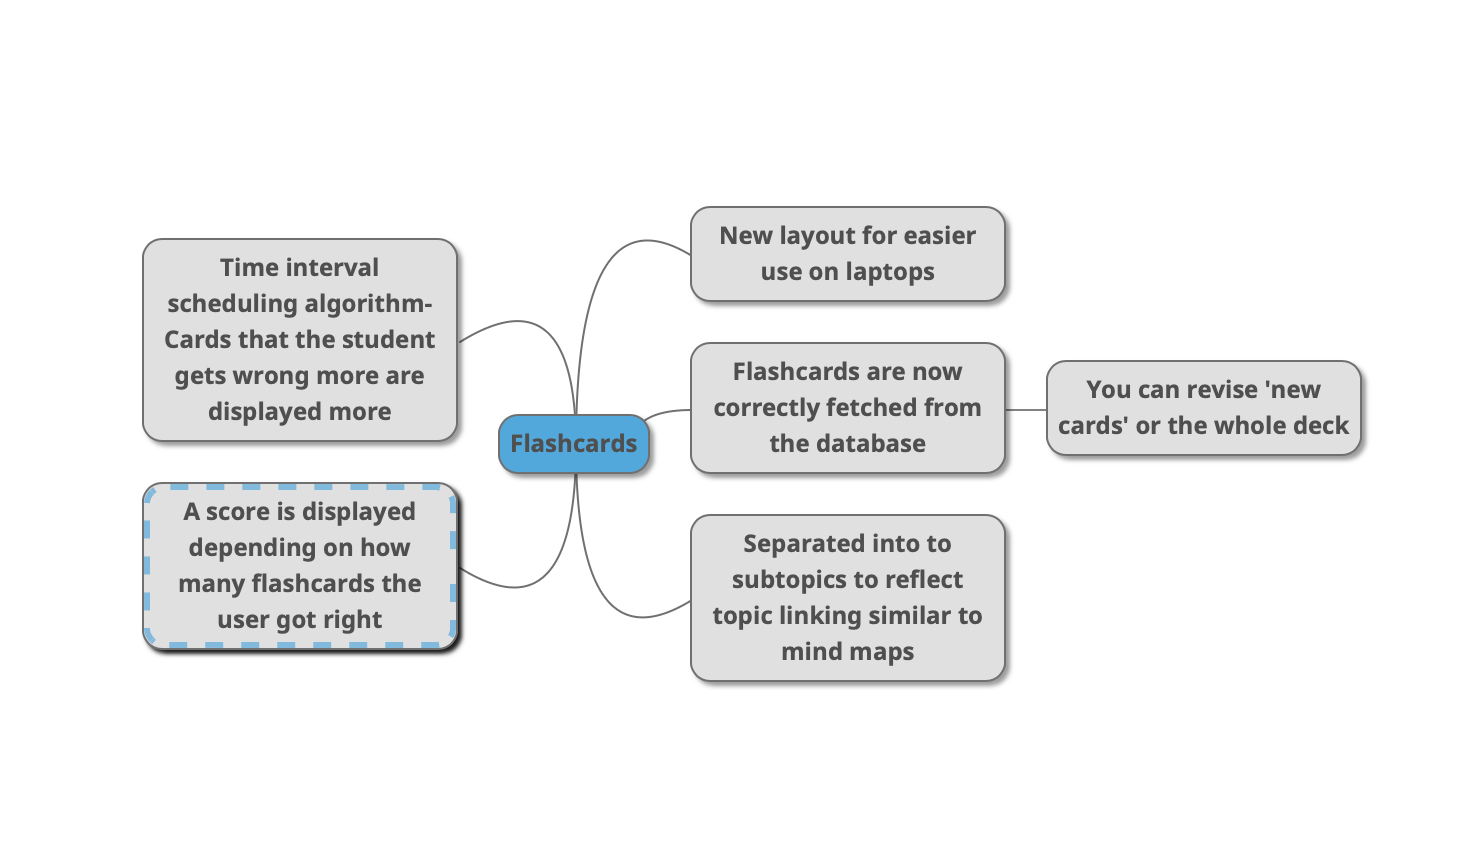 Time interval
scheduling algorithm-
Cards that the student
gets wrong more are
displayed more
A score is displayed
depending on how
many flashcards the
user got right
Flashcards
New layout for easier
use on laptops
Flashcards are now
correctly fetched from
the database
You can revise 'new
cards' or the whole deck
Separated into to
subtopics to reflect
topic linking similar to
mind maps